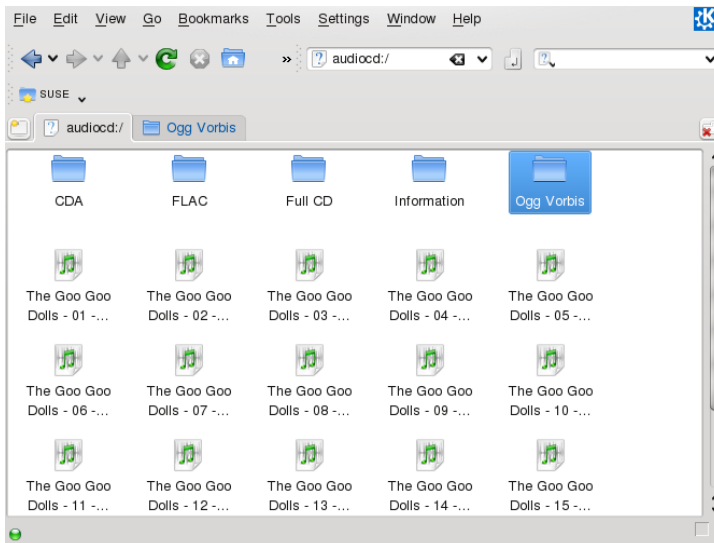 File Edit View Go Bookmarks Tools Settings Window Help
» audiocd:/
SUSE
audiocd:/ Ogg Vorbis
CDA FLAC Full CD Information Ogg Vorbis
The Goo Goo The Goo Goo The Goo Goo The Goo Goo The Goo Goo
Dolls - 01 -... Dolls - 02 -... Dolls - 03 -... Dolls - 04 -... Dolls - 05 -...
The Goo Goo The Goo Goo The Goo Goo The Goo Goo The Goo Goo
Dolls - 06 -... Dolls - 07 -... Dolls - 08 -... Dolls - 09 -... Dolls - 10 -...
The Goo Goo The Goo Goo The Goo Goo The Goo Goo The Goo Goo
Dolls - 11 -... Dolls - 12 -... Dolls - 13 -... Dolls - 14 -... Dolls - 15 -...